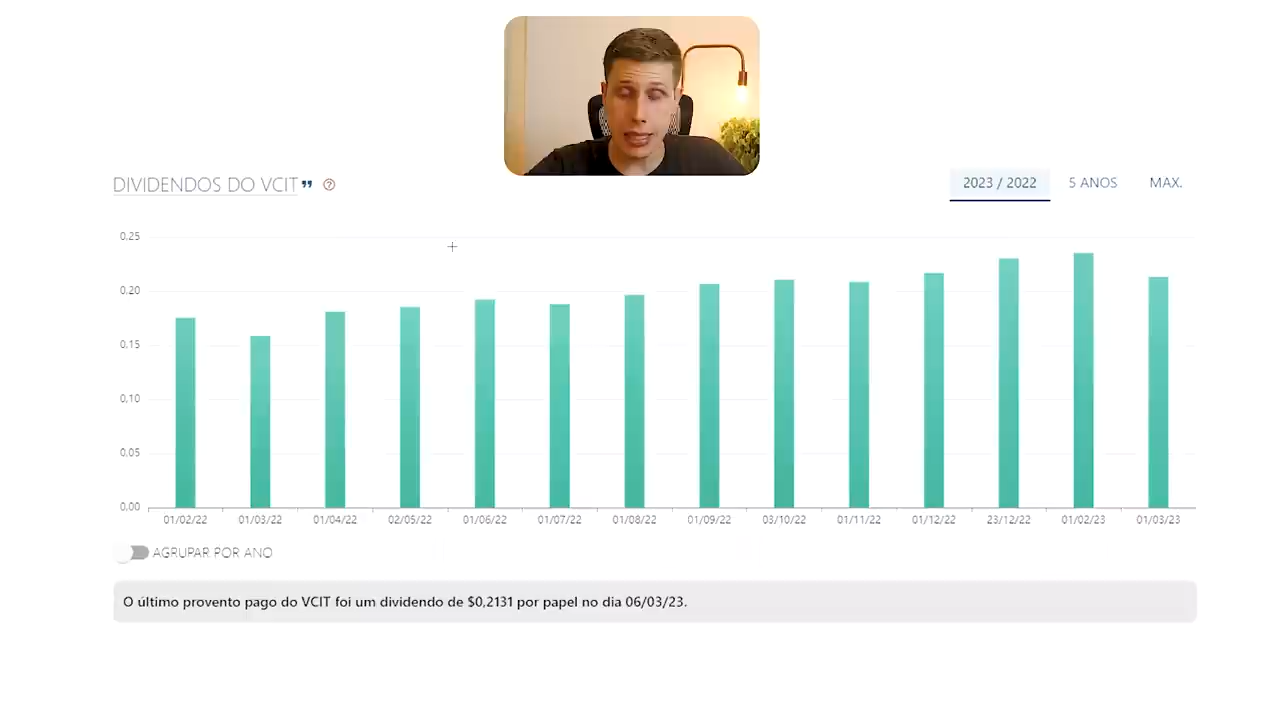 DIVIDENDOS DO VCIT
2023 / 2022 5 ANOS MAX.
0,25
0,20
0,15
0,10
0,05
0,00
01/02/22 01/03/22 01/04/22 02/05/22 01/06/22 01/07/22 01/08/22 01/09/22 03/10/22 01/11/22 01/12/22 23/12/22 01/02/23 01/03/23
AGRUPAR POR ANO
O último provento pago do VCIT foi um dividendo de $0,2131 por papel no dia 06/03/23.